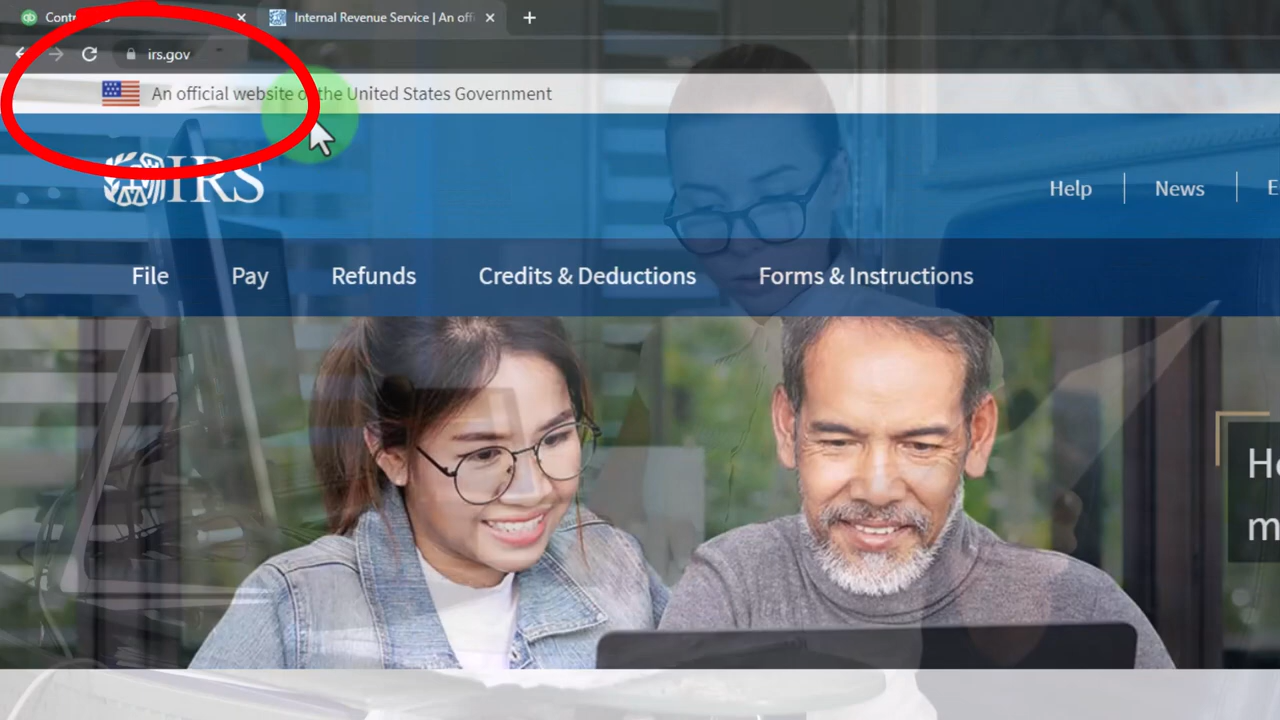 Contr
Internal Revenue Service | An offi
irs.gov
An official website of the United States Government
IRS
Help
News
E
File
Pay
Refunds
Credits & Deductions
Forms & Instructions
He
m